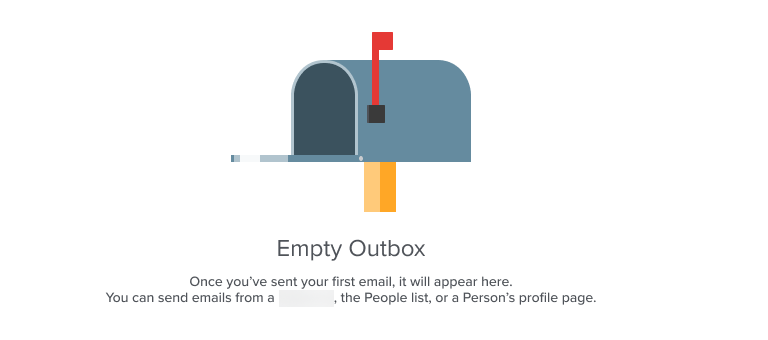 Empty Outbox
Once you’ve sent your first email, it will appear here.
You can send emails from a , the People list, or a Person’s profile page.